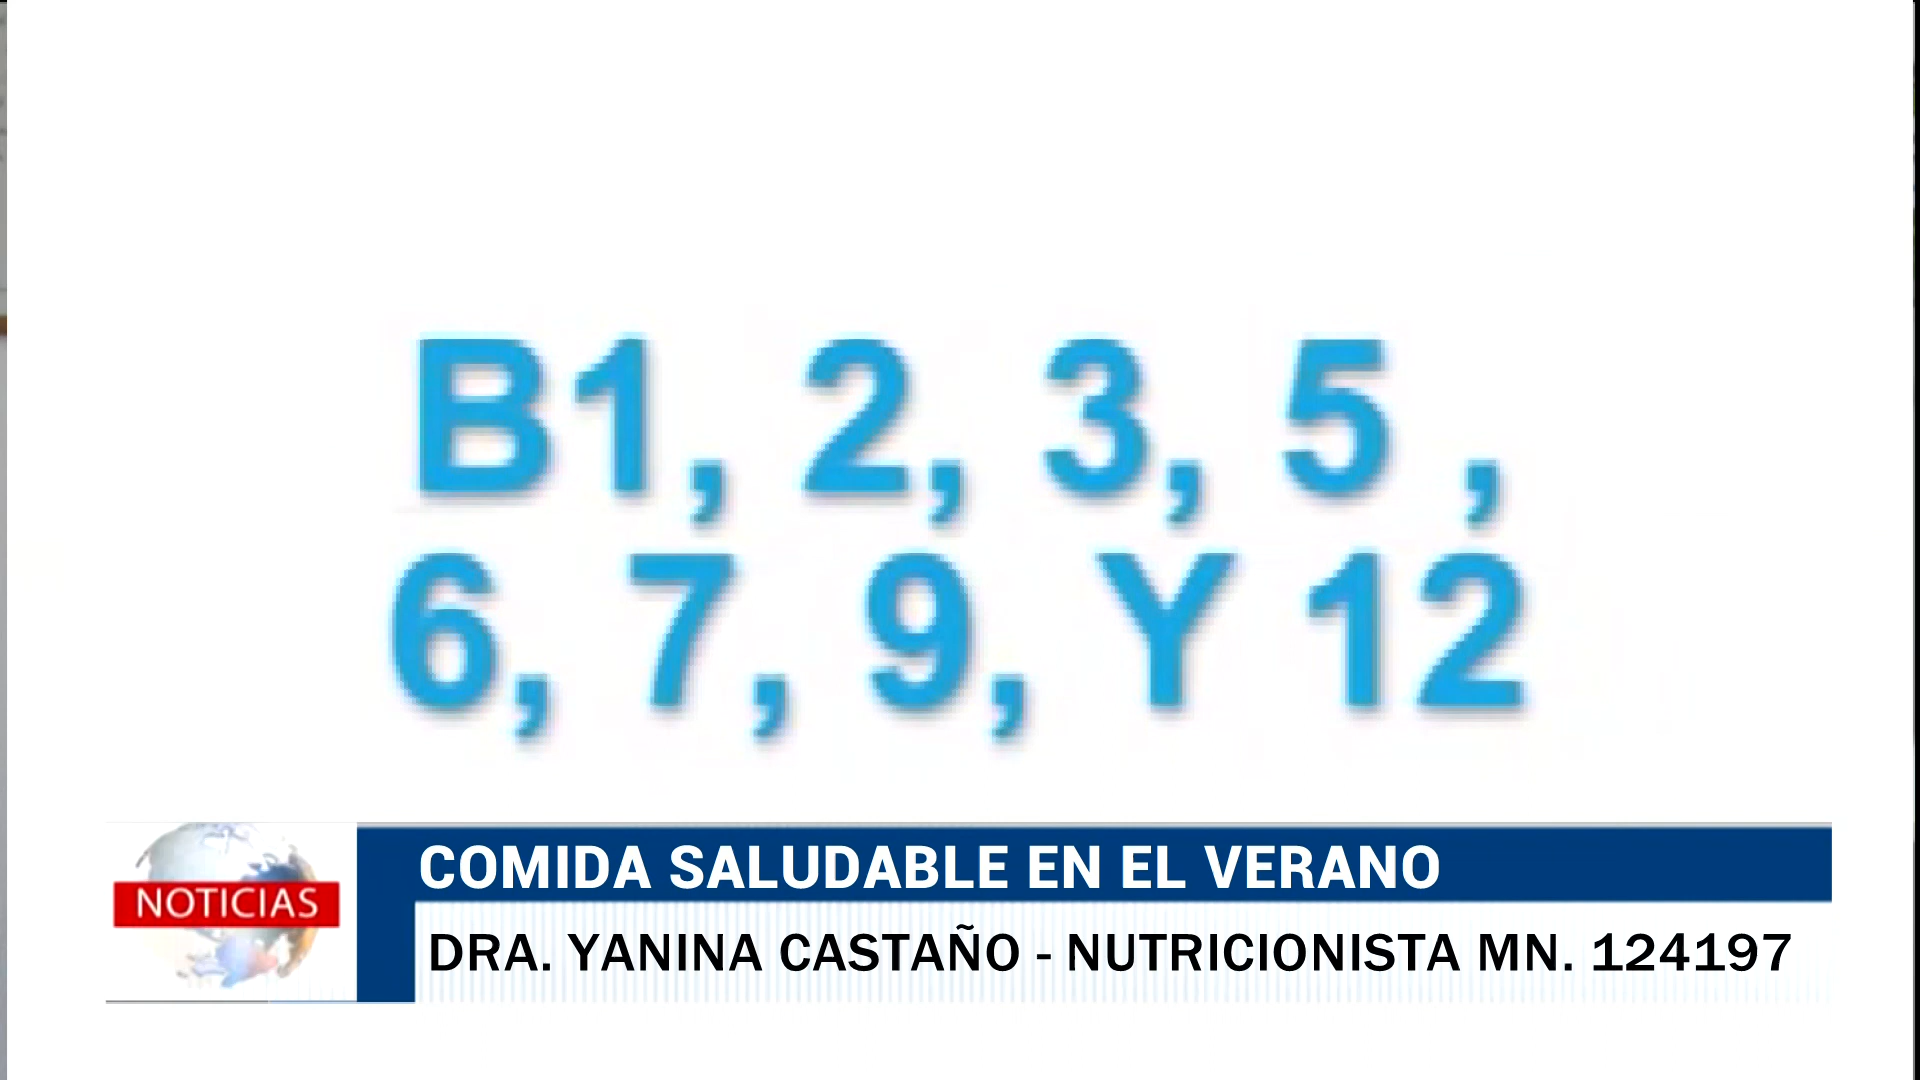 B1, 2, 3, 5 ,
6, 7, 9, Y 12
NOTICIAS
COMIDA SALUDABLE EN EL VERANO
DRA. YANINA CASTAÑO - NUTRICIONISTA MN. 124197